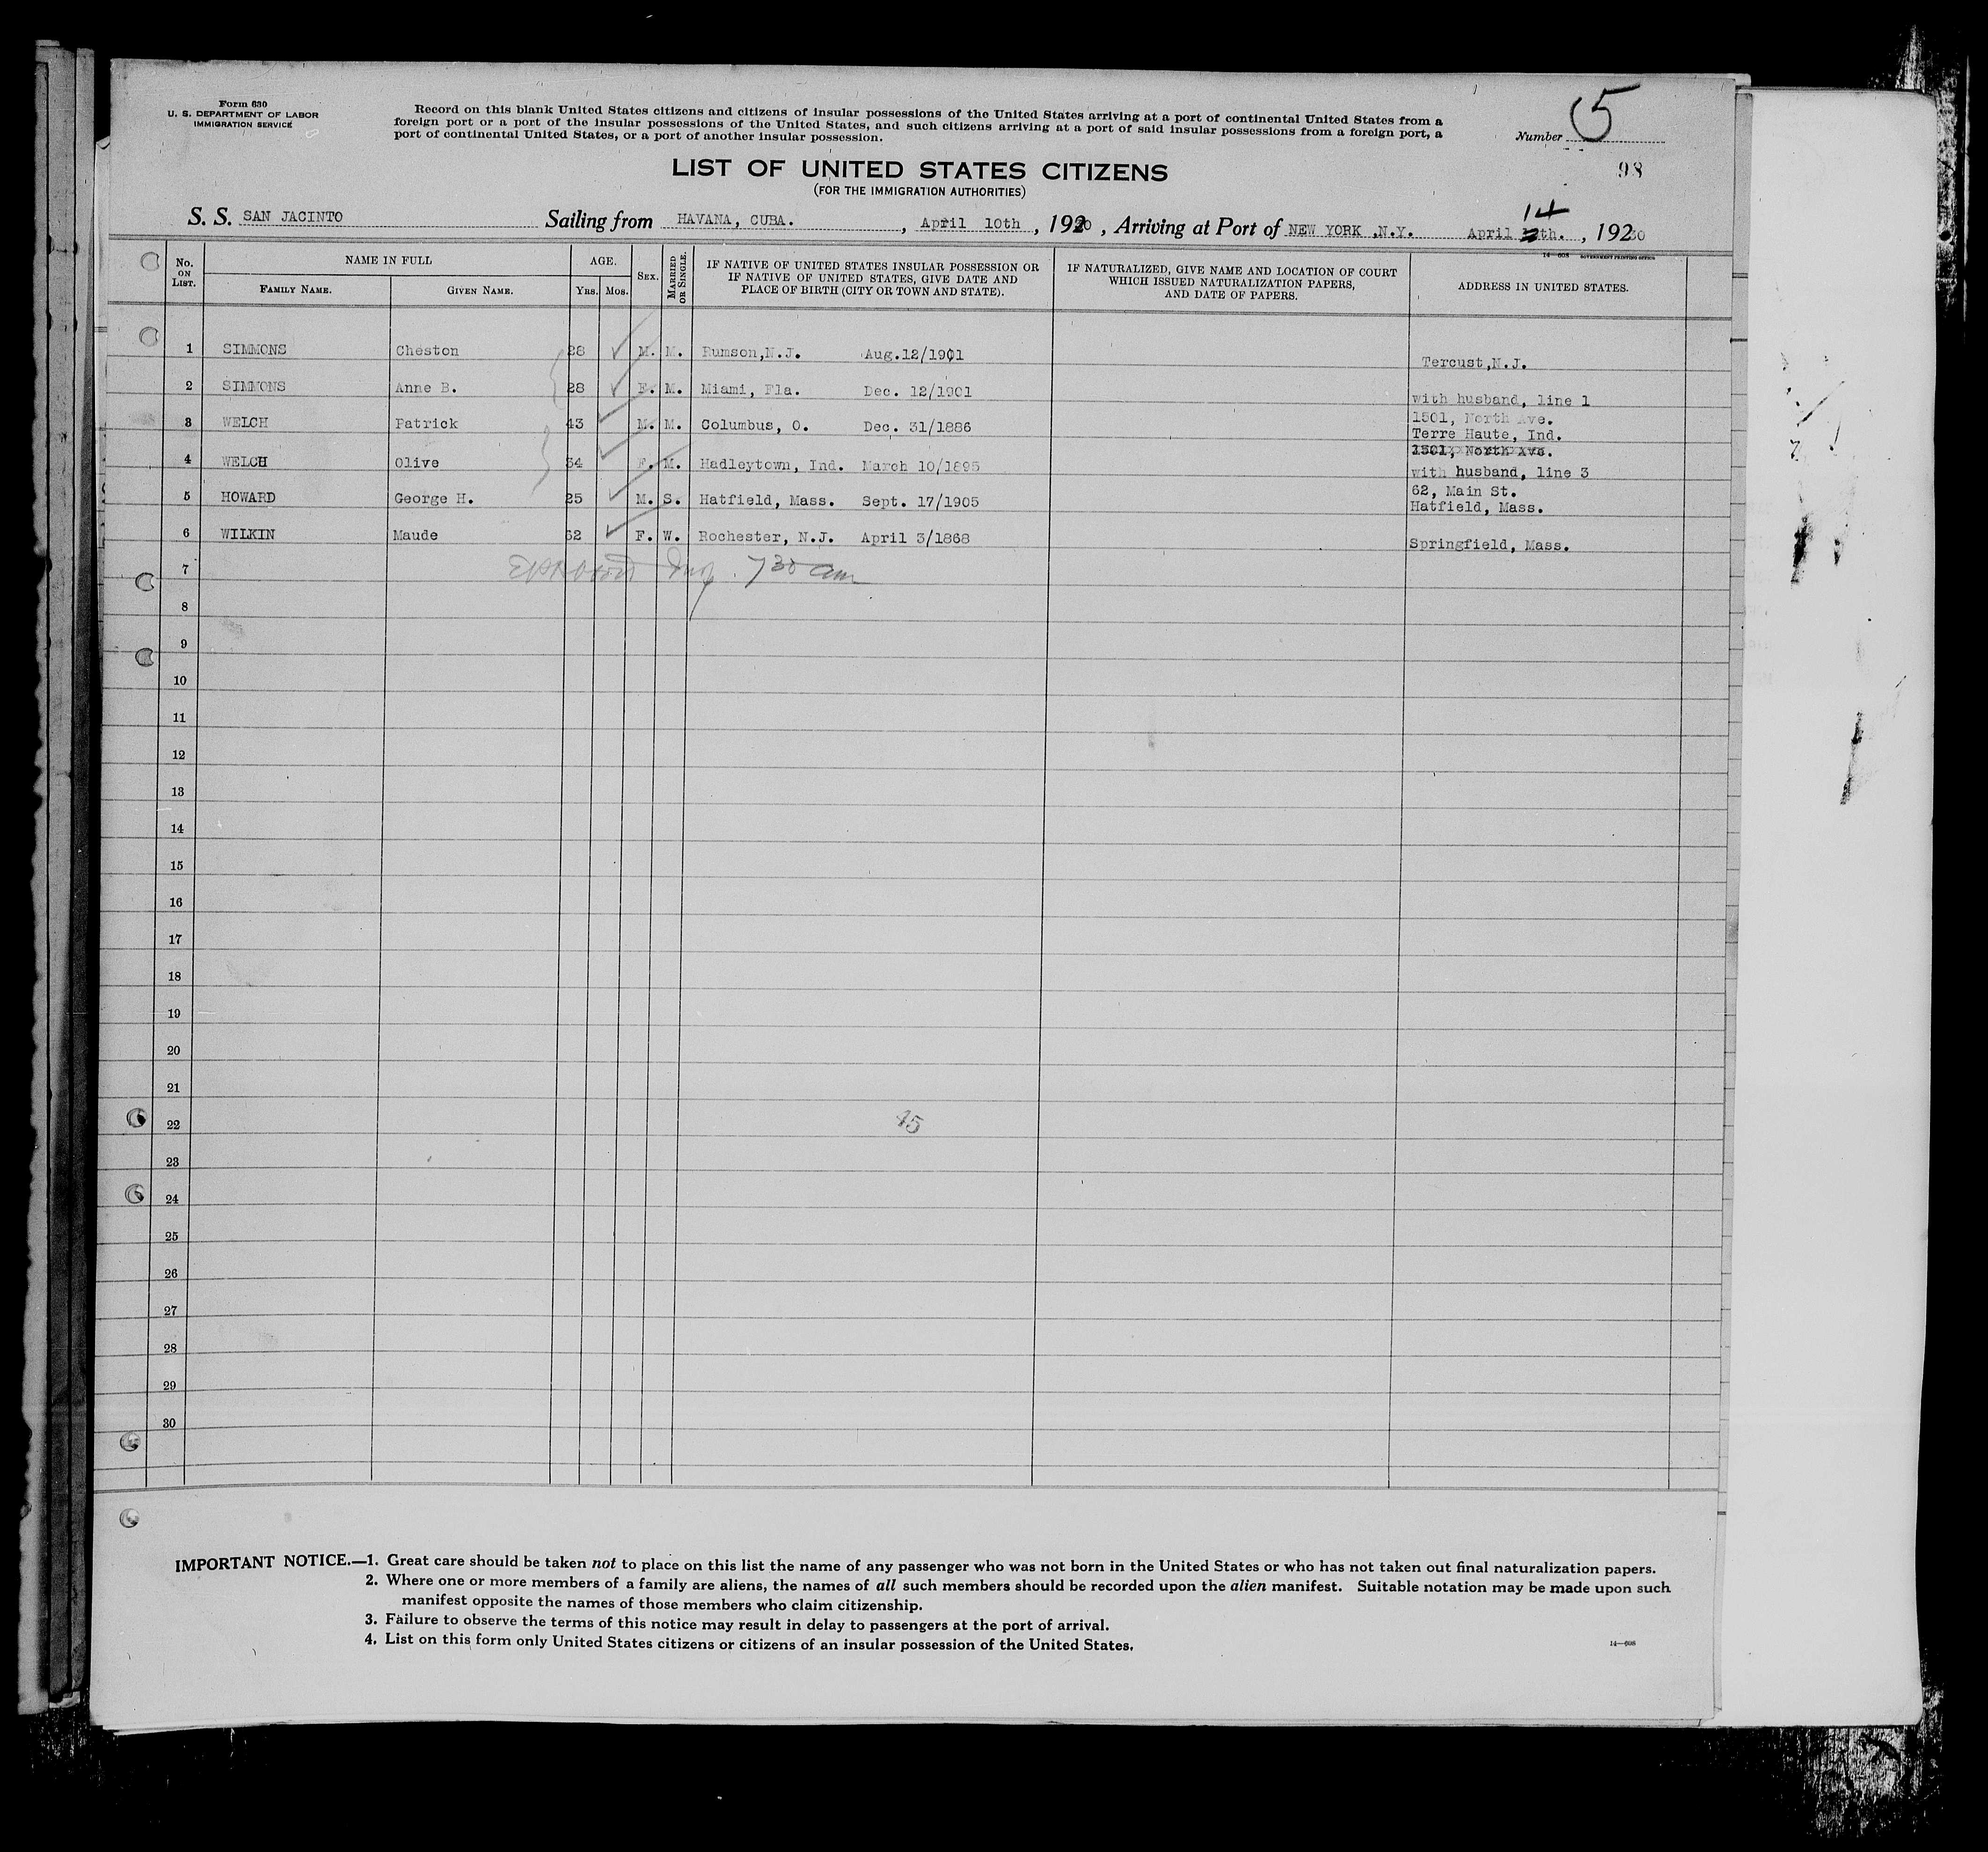 Form 630
U. S. DEPARTMENT OF LABOR
IMMIGRATION SERVICE
Record on this blank United States citizens and citizens of insular possessions of the United States arriving at a port of continental United States from a
foreign port or a port of the insular possessions of the United States, and such citizens arriving at a port of said insular possessions from a foreign port, a
port of continental United States, or a port of another insular possession.
Number 5
98
LIST OF UNITED STATES CITIZENS
(FOR THE IMMIGRATION AUTHORITIES)
S. S. SAN JACINTO Sailing from HAVANA, CUBA. , April 10th , 1930 , Arriving at Port of NEW YORK ,N.Y. April 14 th. , 19230
14—608 GOVERNMENT PRINTING OFFICE
No. ON LIST. NAME IN FULL FAMILY NAME. GIVEN NAME. AGE. YRS. MOS. SEX. MARRIED OR SINGLE. IF NATIVE OF UNITED STATES INSULAR POSSESSION OR IF NATIVE OF UNITED STATES, GIVE DATE AND PLACE OF BIRTH (CITY OR TOWN AND STATE). IF NATURALIZED, GIVE NAME AND LOCATION OF COURT WHICH ISSUED NATURALIZATION PAPERS, AND DATE OF PAPERS. ADDRESS IN UNITED STATES.
1 SIMMONS Cheston 28 M. M. Rumson,N.J. Aug.12/1901 Tercust,N.J.
2 SIMMONS Anne B. 28 F. M. Miami, Fla. Dec. 12/1901 with husband, line 1
3 WELCH Patrick 43 M. M. Columbus, O. Dec. 31/1886 1501, North Ave.
Terre Haute, Ind.
4 WELCH Olive 34 F. M. Hadleytown, Ind. March 10/1895 1501, North Ave.
with husband, line 3
5 HOWARD George H. 25 M. S. Hatfield, Mass. Sept. 17/1905 62, Main St.
Hatfield, Mass.
6 WILKIN Maude 62 F. W. Rochester, N.J. April 3/1868 Springfield, Mass.
7 730 am
8
9
10
11
12
13
14
15
16
17
18
19
20
21
22 45
23
24
25
26
27
28
29
30
IMPORTANT NOTICE.—1. Great care should be taken not to place on this list the name of any passenger who was not born in the United States or who has not taken out final naturalization papers.
2. Where one or more members of a family are aliens, the names of all such members should be recorded upon the alien manifest. Suitable notation may be made upon such
manifest opposite the names of those members who claim citizenship.
3. Failure to observe the terms of this notice may result in delay to passengers at the port of arrival.
4. List on this form only United States citizens or citizens of an insular possession of the United States.
14—608